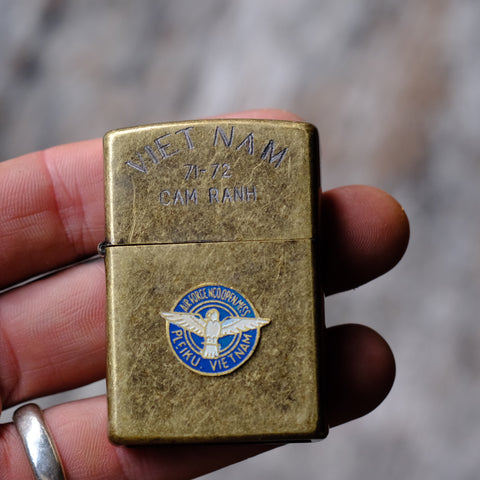 VIET NAM
71-72
CAM RANH
AIR FORCE NCO OPEN MESS
PLEIKU, VIETNAM